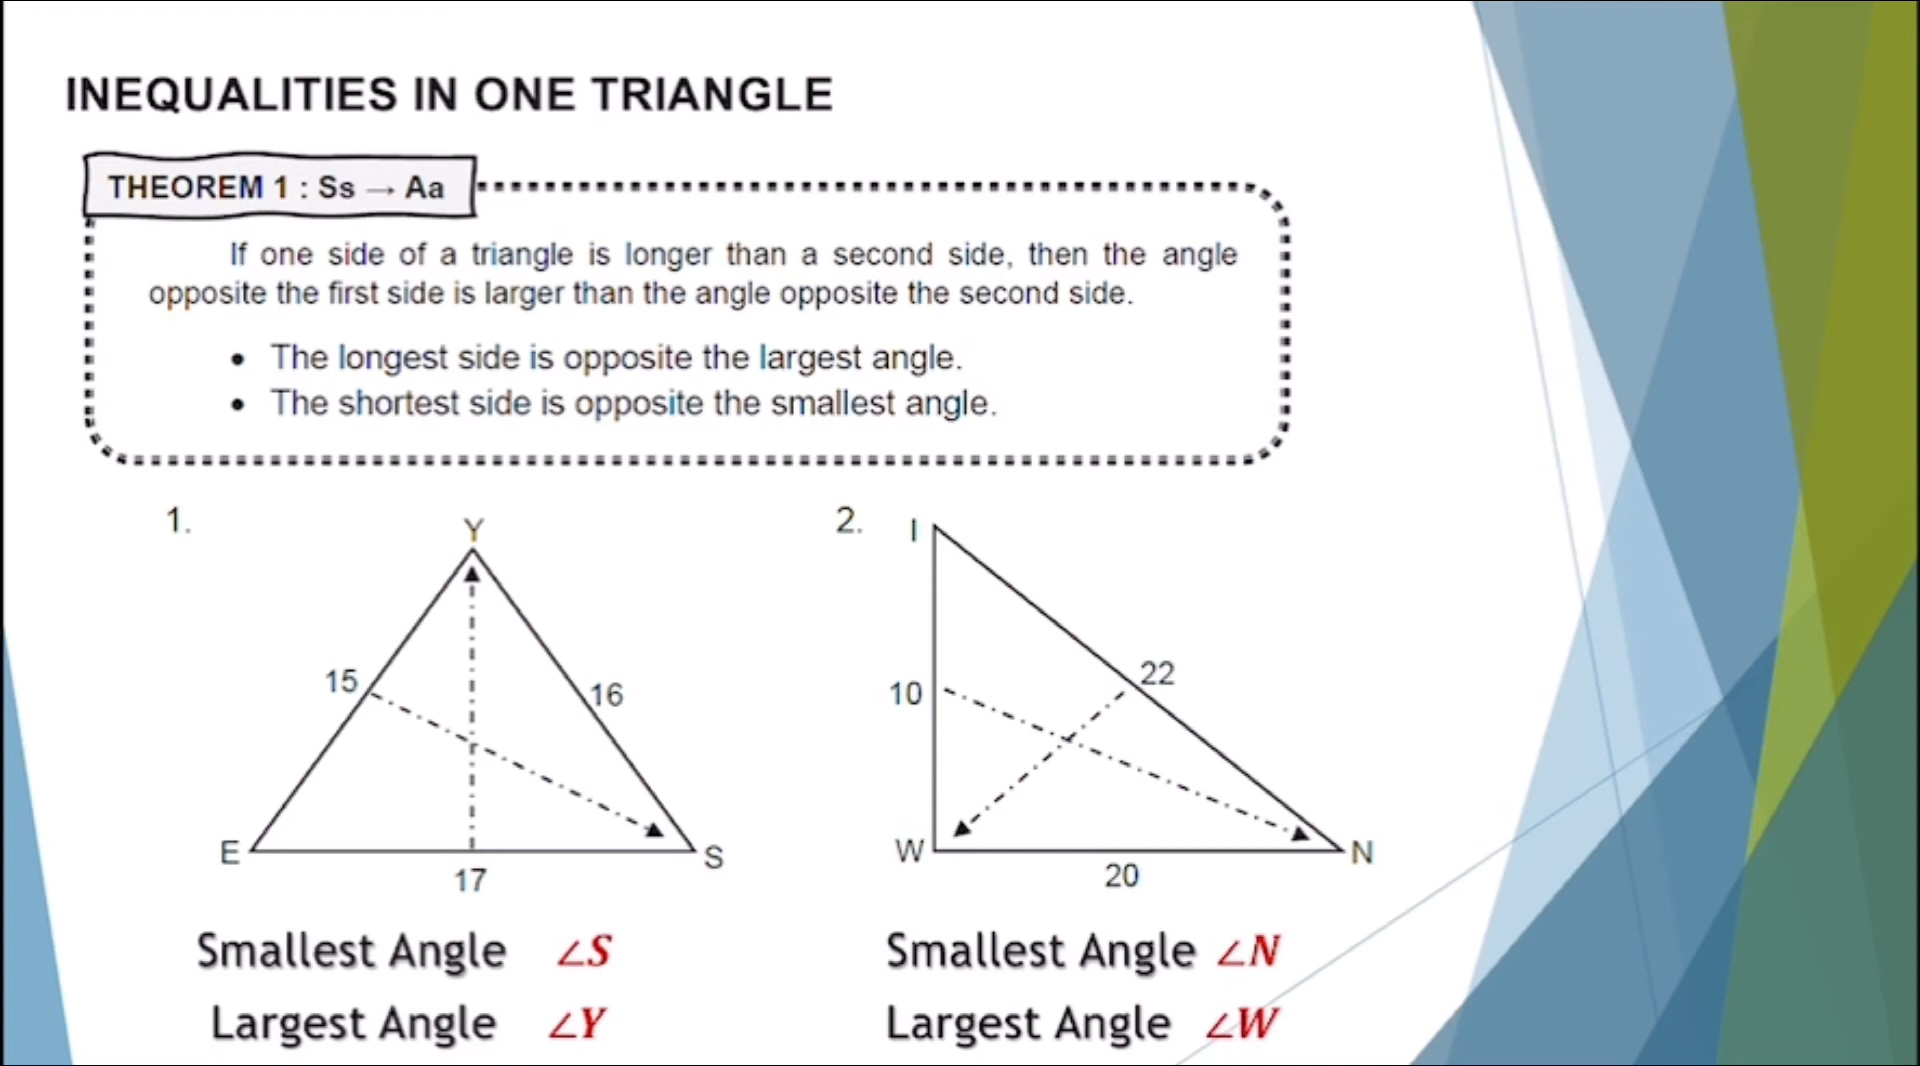 INEQUALITIES IN ONE TRIANGLE
THEOREM 1 : Ss → Aa
If one side of a triangle is longer than a second side, then the angle
opposite the first side is larger than the angle opposite the second side.
• The longest side is opposite the largest angle.
• The shortest side is opposite the smallest angle.
1.
Y
15
16
E
S
17
2.
I
22
10
W
N
20
Smallest Angle ∠S
Largest Angle ∠Y
Smallest Angle ∠N
Largest Angle ∠W